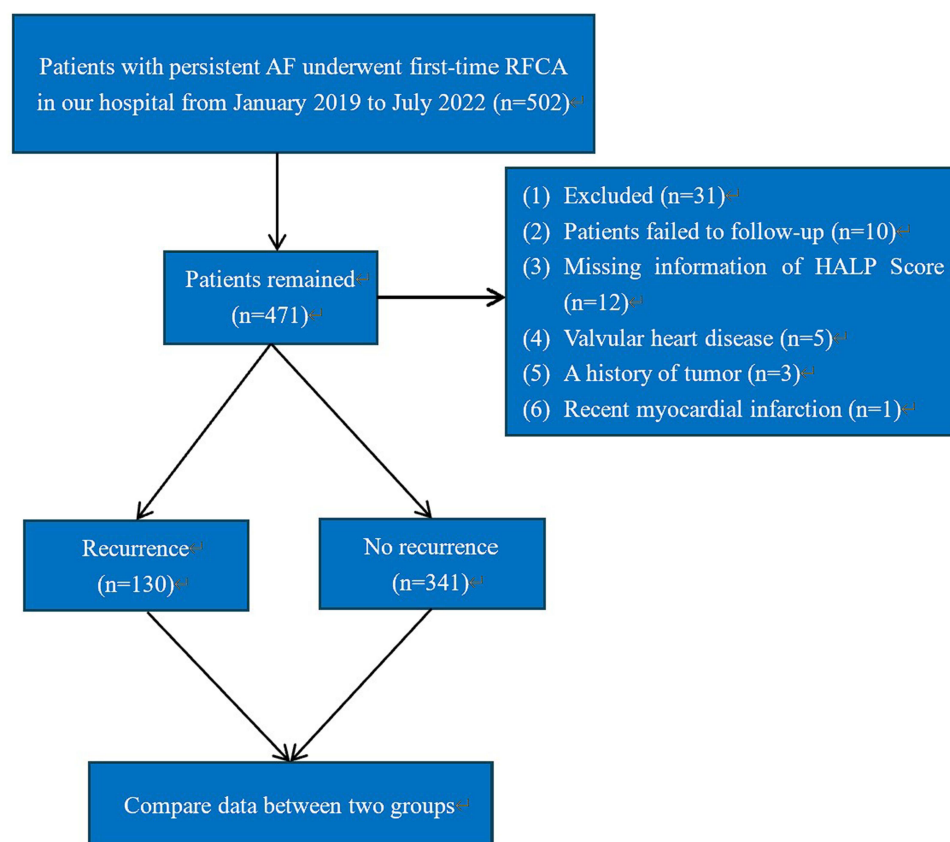 Patients with persistent AF underwent first-time RFCA
in our hospital from January 2019 to July 2022 (n=502)↵
(1) Excluded (n=31)↵
(2) Patients failed to follow-up (n=10)↵
(3) Missing information of HALP Score
(n=12)↵
(4) Valvular heart disease (n=5)↵
(5) A history of tumor (n=3)↵
(6) Recent myocardial infarction (n=1)↵
Patients remained↵
(n=471)↵
Recurrence↵
(n=130)↵
No recurrence
(n=341)↵
Compare data between two groups↵